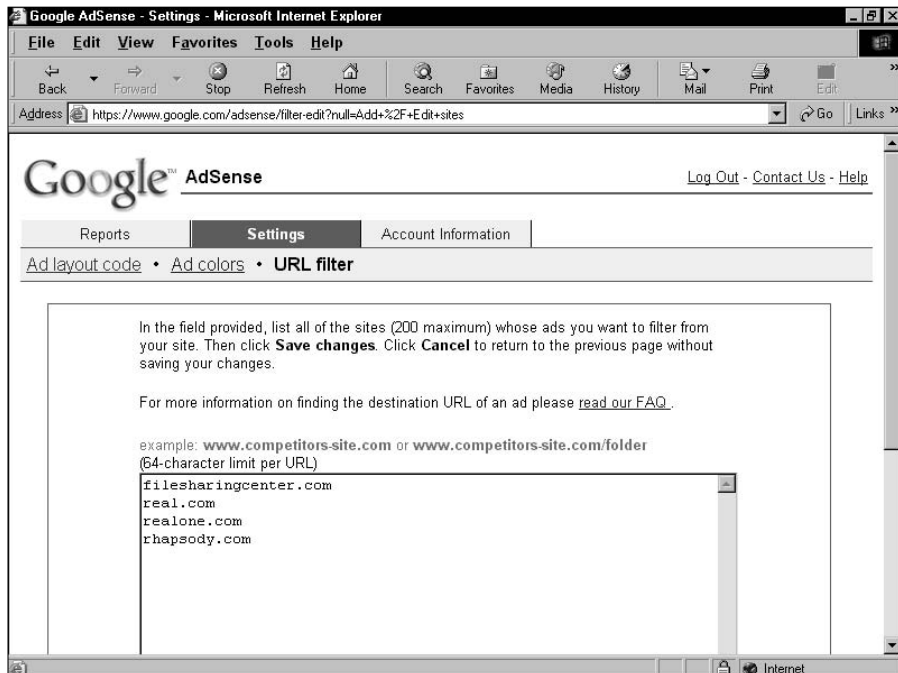 Google AdSense - Settings - Microsoft Internet Explorer
File Edit View Favorites Tools Help
Back Forward Stop Refresh Home Search Favorites Media History Mail Print Edit »
Address https://www.google.com/adsense/filter-edit?null=Add+%2F+Edit+sites Go Links »
Google™ AdSense Log Out - Contact Us - Help
Reports Settings Account Information
Ad layout code • Ad colors • URL filter
In the field provided, list all of the sites (200 maximum) whose ads you want to filter from
your site. Then click Save changes. Click Cancel to return to the previous page without
saving your changes.
For more information on finding the destination URL of an ad please read our FAQ .
example: www.competitors-site.com or www.competitors-site.com/folder
(64-character limit per URL)
filesharingcenter.com
real.com
realone.com
rhapsody.com
Internet